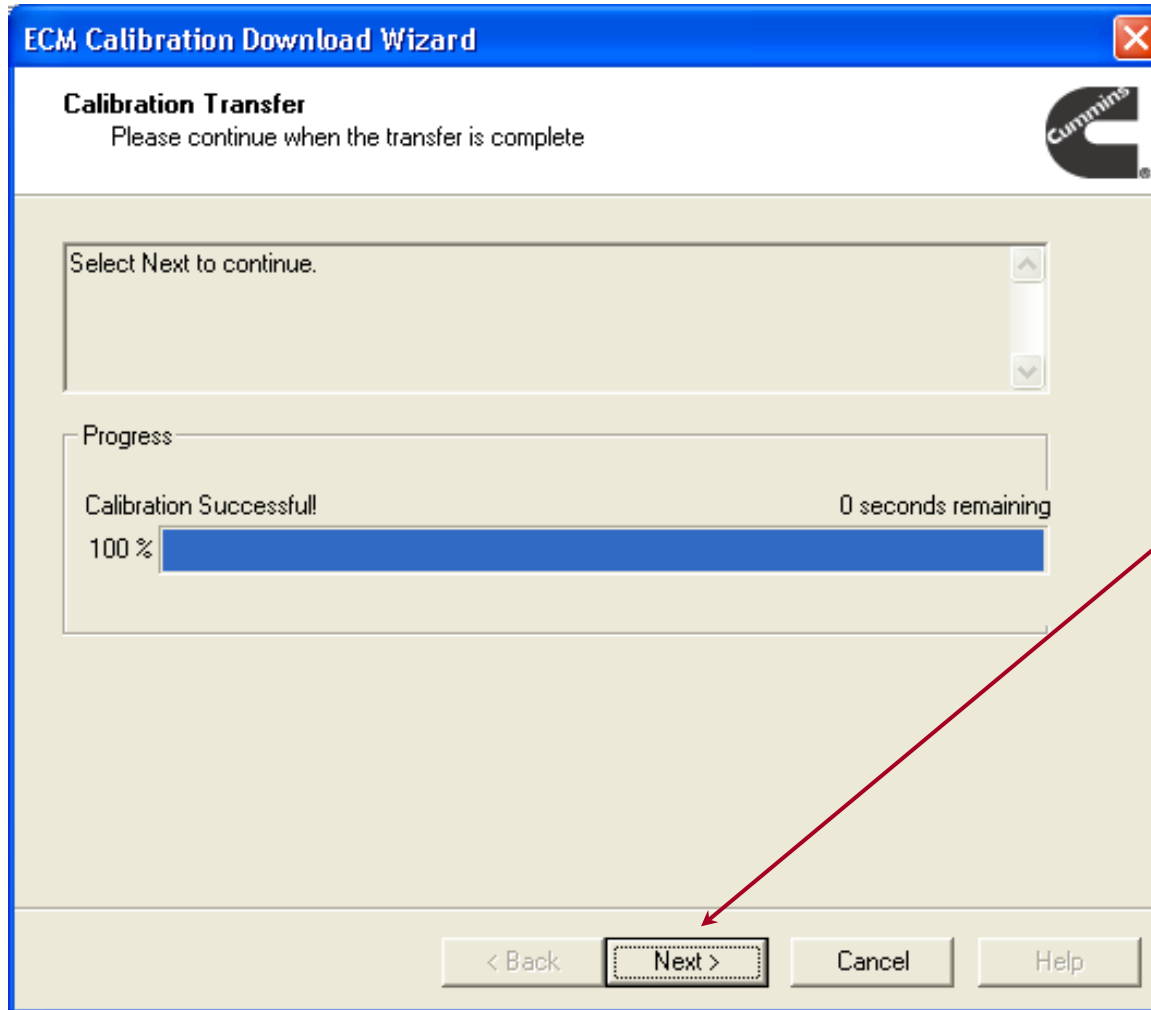 ECM Calibration Download Wizard
Calibration Transfer
Please continue when the transfer is complete
Cummins
®
Select Next to continue.
Progress
Calibration Successful! 0 seconds remaining
100 %
< Back Next > Cancel Help